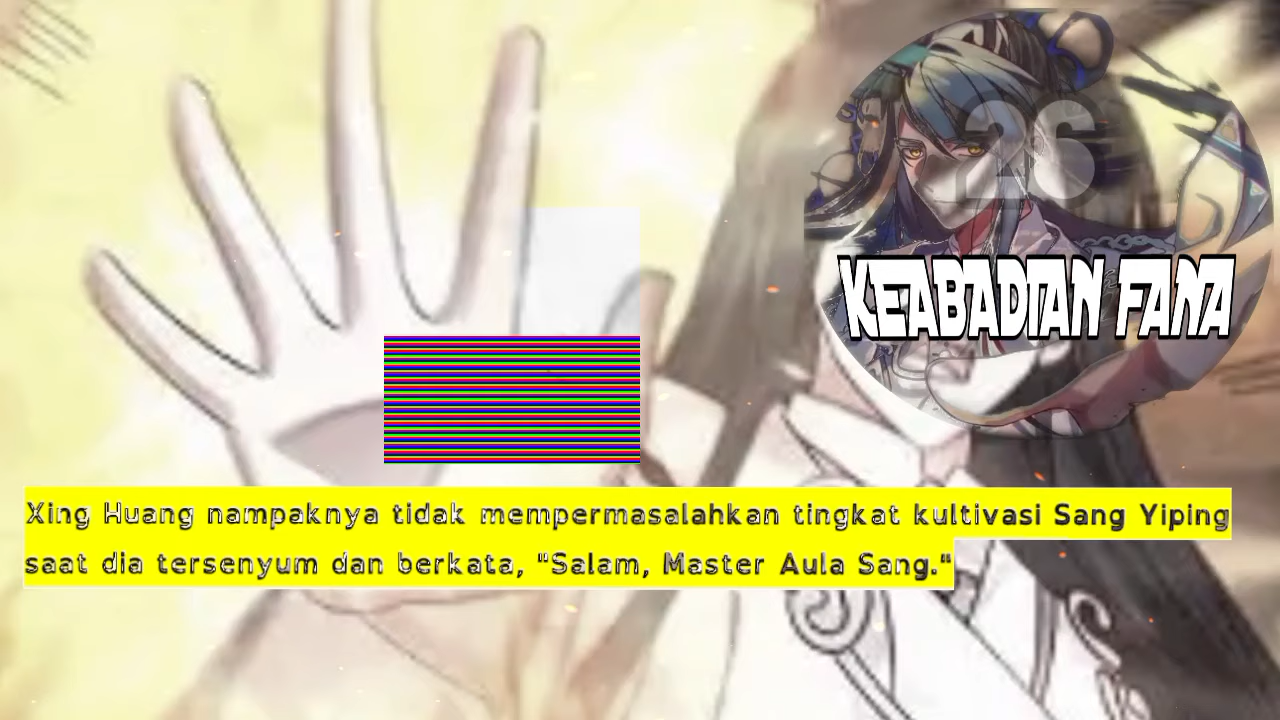 26
KEABADIAN FANA
Xing Huang nampaknya tidak mempermasalahkan tingkat kultivasi Sang Yiping
saat dia tersenyum dan berkata, "Salam, Master Aula Sang."